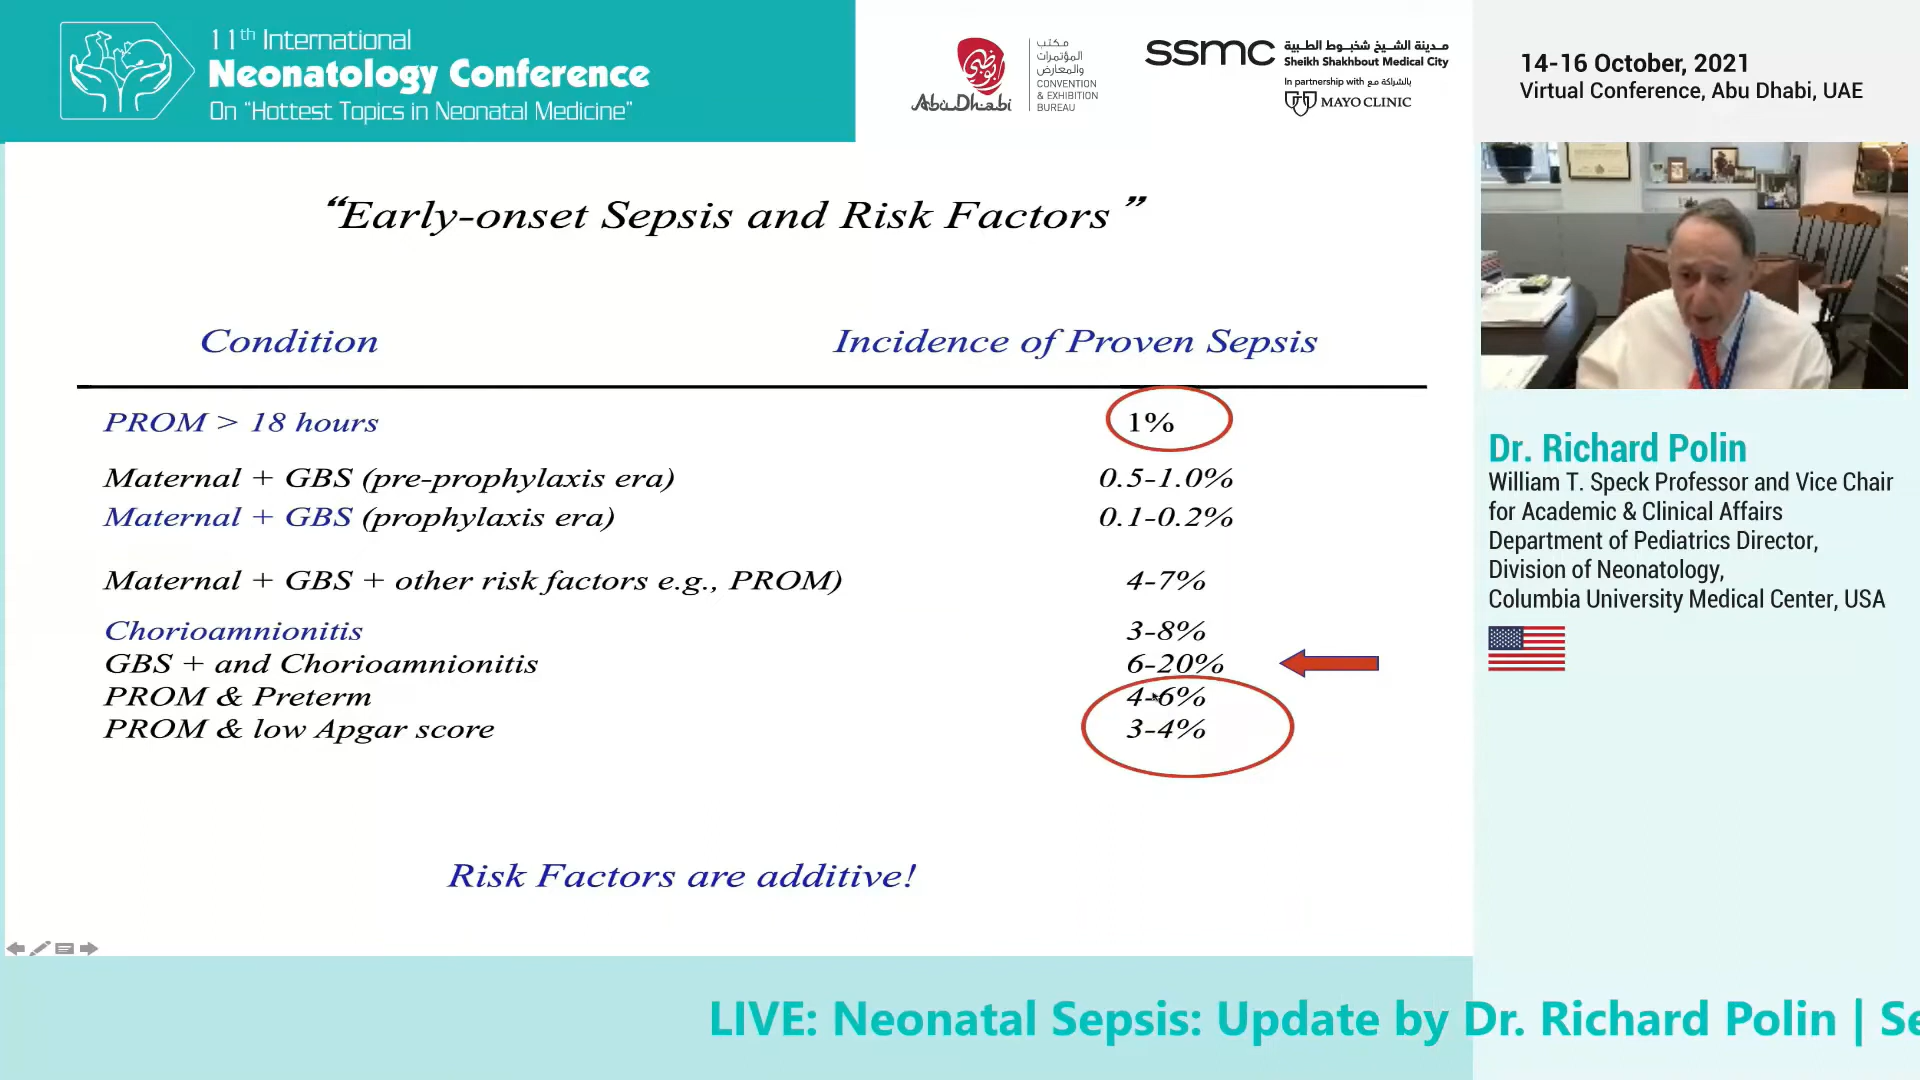 11th International
Neonatology Conference
On "Hottest Topics in Neonatal Medicine"
Abu Dhabi
مكتب
المؤتمرات
والمعارض
CONVENTION
& EXHIBITION
BUREAU
ssmc
مدينة الشيخ شخبوط الطبية
Sheikh Shakhbout Medical City
In partnership with بالشراكة مع
MAYO CLINIC
14-16 October, 2021
Virtual Conference, Abu Dhabi, UAE
“Early-onset Sepsis and Risk Factors”
Condition Incidence of Proven Sepsis
PROM > 18 hours 1%
Maternal + GBS (pre-prophylaxis era) 0.5-1.0%
Maternal + GBS (prophylaxis era) 0.1-0.2%
Maternal + GBS + other risk factors e.g., PROM) 4-7%
Chorioamnionitis 3-8%
GBS + and Chorioamnionitis 6-20%
PROM & Preterm 4-6%
PROM & low Apgar score 3-4%
Risk Factors are additive!
Dr. Richard Polin
William T. Speck Professor and Vice Chair
for Academic & Clinical Affairs
Department of Pediatrics Director,
Division of Neonatology,
Columbia University Medical Center, USA
LIVE: Neonatal Sepsis: Update by Dr. Richard Polin | Se